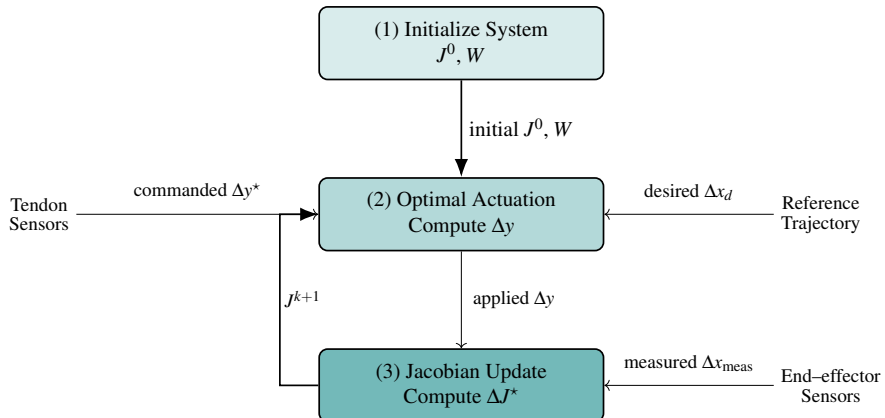 (1) Initialize System
J⁰, W
initial J⁰, W
commanded Δy⋆
desired Δx_d
Tendon
Sensors
(2) Optimal Actuation
Compute Δy
Reference
Trajectory
J^{k+1}
applied Δy
(3) Jacobian Update
Compute ΔJ⋆
measured Δx_meas
End–effector
Sensors